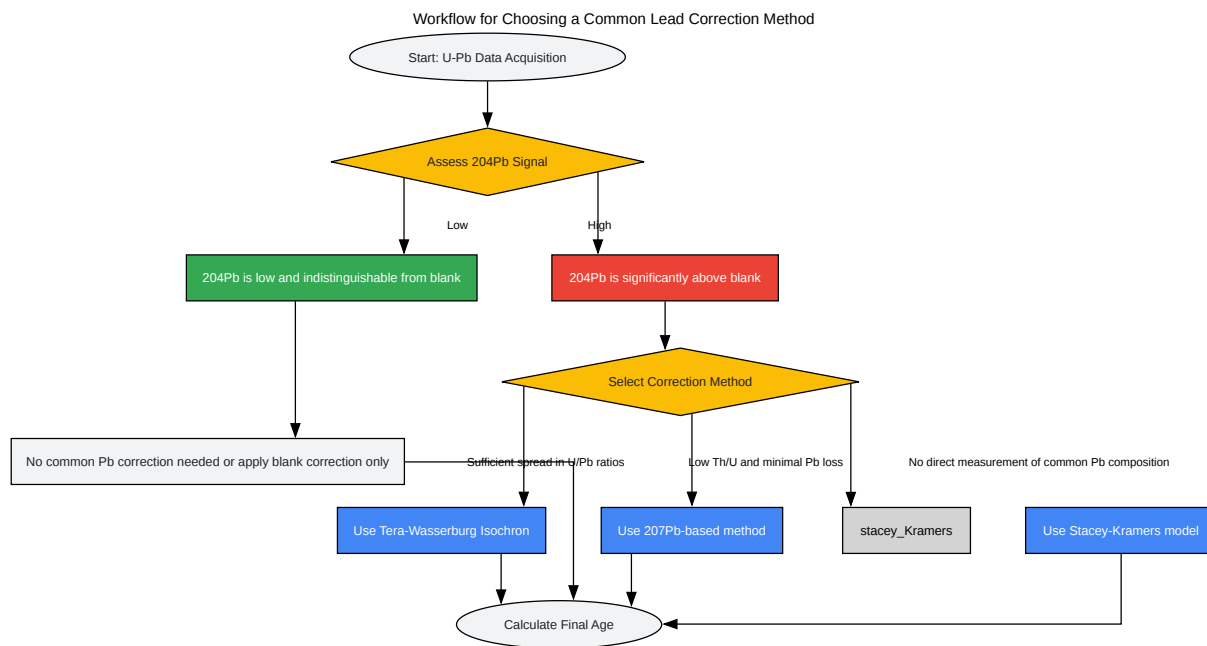 Workflow for Choosing a Common Lead Correction Method
Start: U-Pb Data Acquisition
Assess 204Pb Signal
Low
High
204Pb is low and indistinguishable from blank
204Pb is significantly above blank
Select Correction Method
No common Pb correction needed or apply blank correction only
Sufficient spread in U/Pb ratios
Low Th/U and minimal Pb loss
No direct measurement of common Pb composition
Use Tera-Wasserburg Isochron
Use 207Pb-based method
stacey_Kramers
Use Stacey-Kramers model
Calculate Final Age